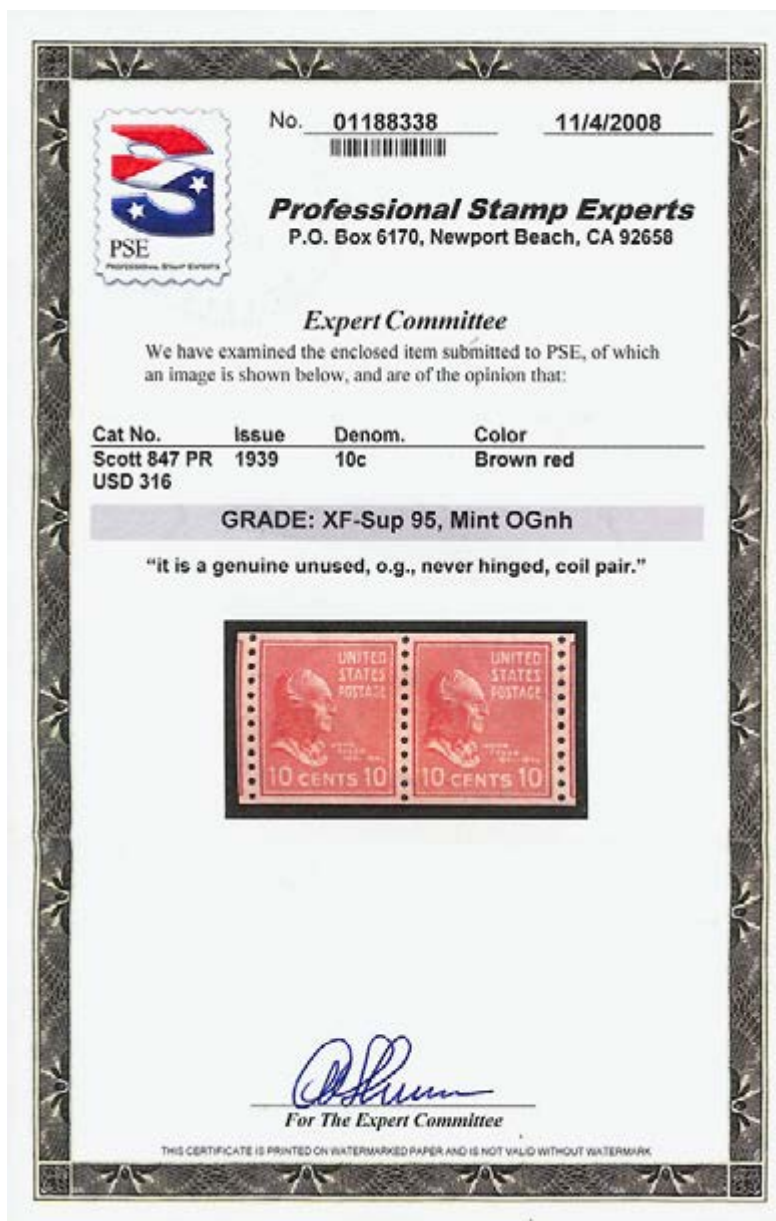 No. 01188338 11/4/2008
PSE
PROFESSIONAL STAMP EXPERTS
Professional Stamp Experts
P.O. Box 6170, Newport Beach, CA 92658
Expert Committee
We have examined the enclosed item submitted to PSE, of which
an image is shown below, and are of the opinion that:
Cat No. Issue Denom. Color
Scott 847 PR 1939 10c Brown red
USD 316
GRADE: XF-Sup 95, Mint OGnh
“it is a genuine unused, o.g., never hinged, coil pair.”
UNITED
STATES
POSTAGE
10 CENTS 10
UNITED
STATES
POSTAGE
10 CENTS 10
For The Expert Committee
THIS CERTIFICATE IS PRINTED ON WATERMARKED PAPER AND IS NOT VALID WITHOUT WATERMARK